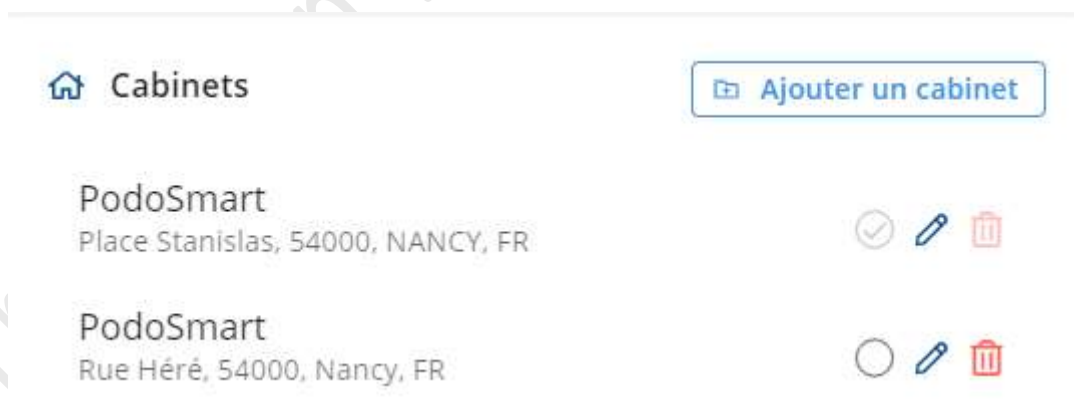 Cabinets
Ajouter un cabinet
PodoSmart
Place Stanislas, 54000, NANCY, FR
PodoSmart
Rue Héré, 54000, Nancy, FR